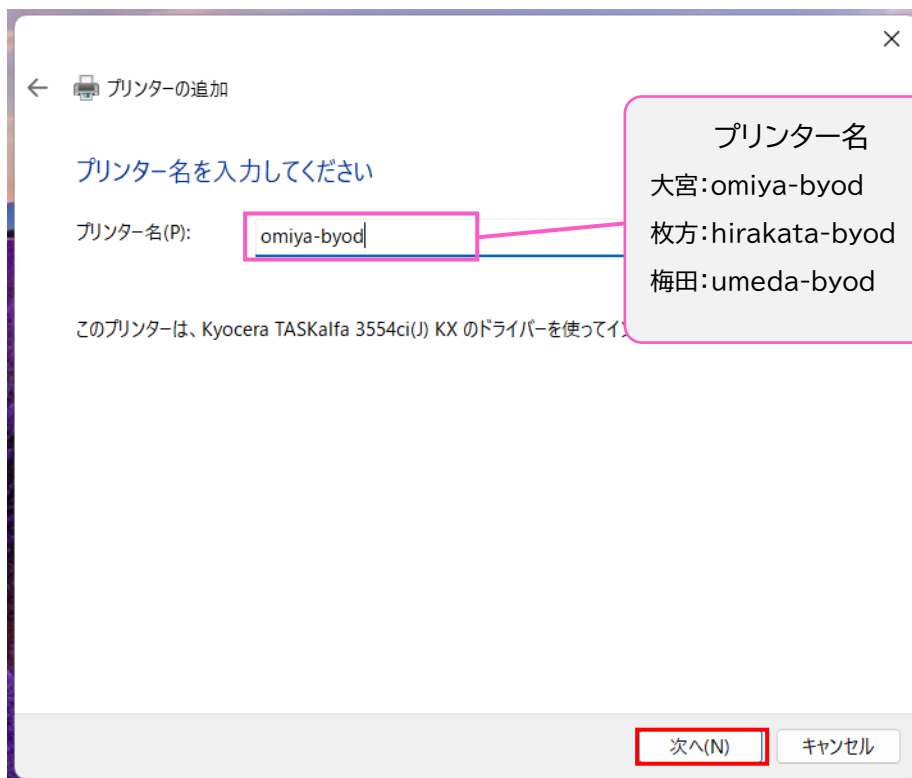 プリンターの追加
プリンター名を入力してください
プリンター名(P):
omiya-byod
プリンター名
大宮:omiya-byod
枚方:hirakata-byod
梅田:umeda-byod
このプリンターは、Kyocera TASKalfa 3554ci(J) KX のドライバーを使って
次へ(N)
キャンセル